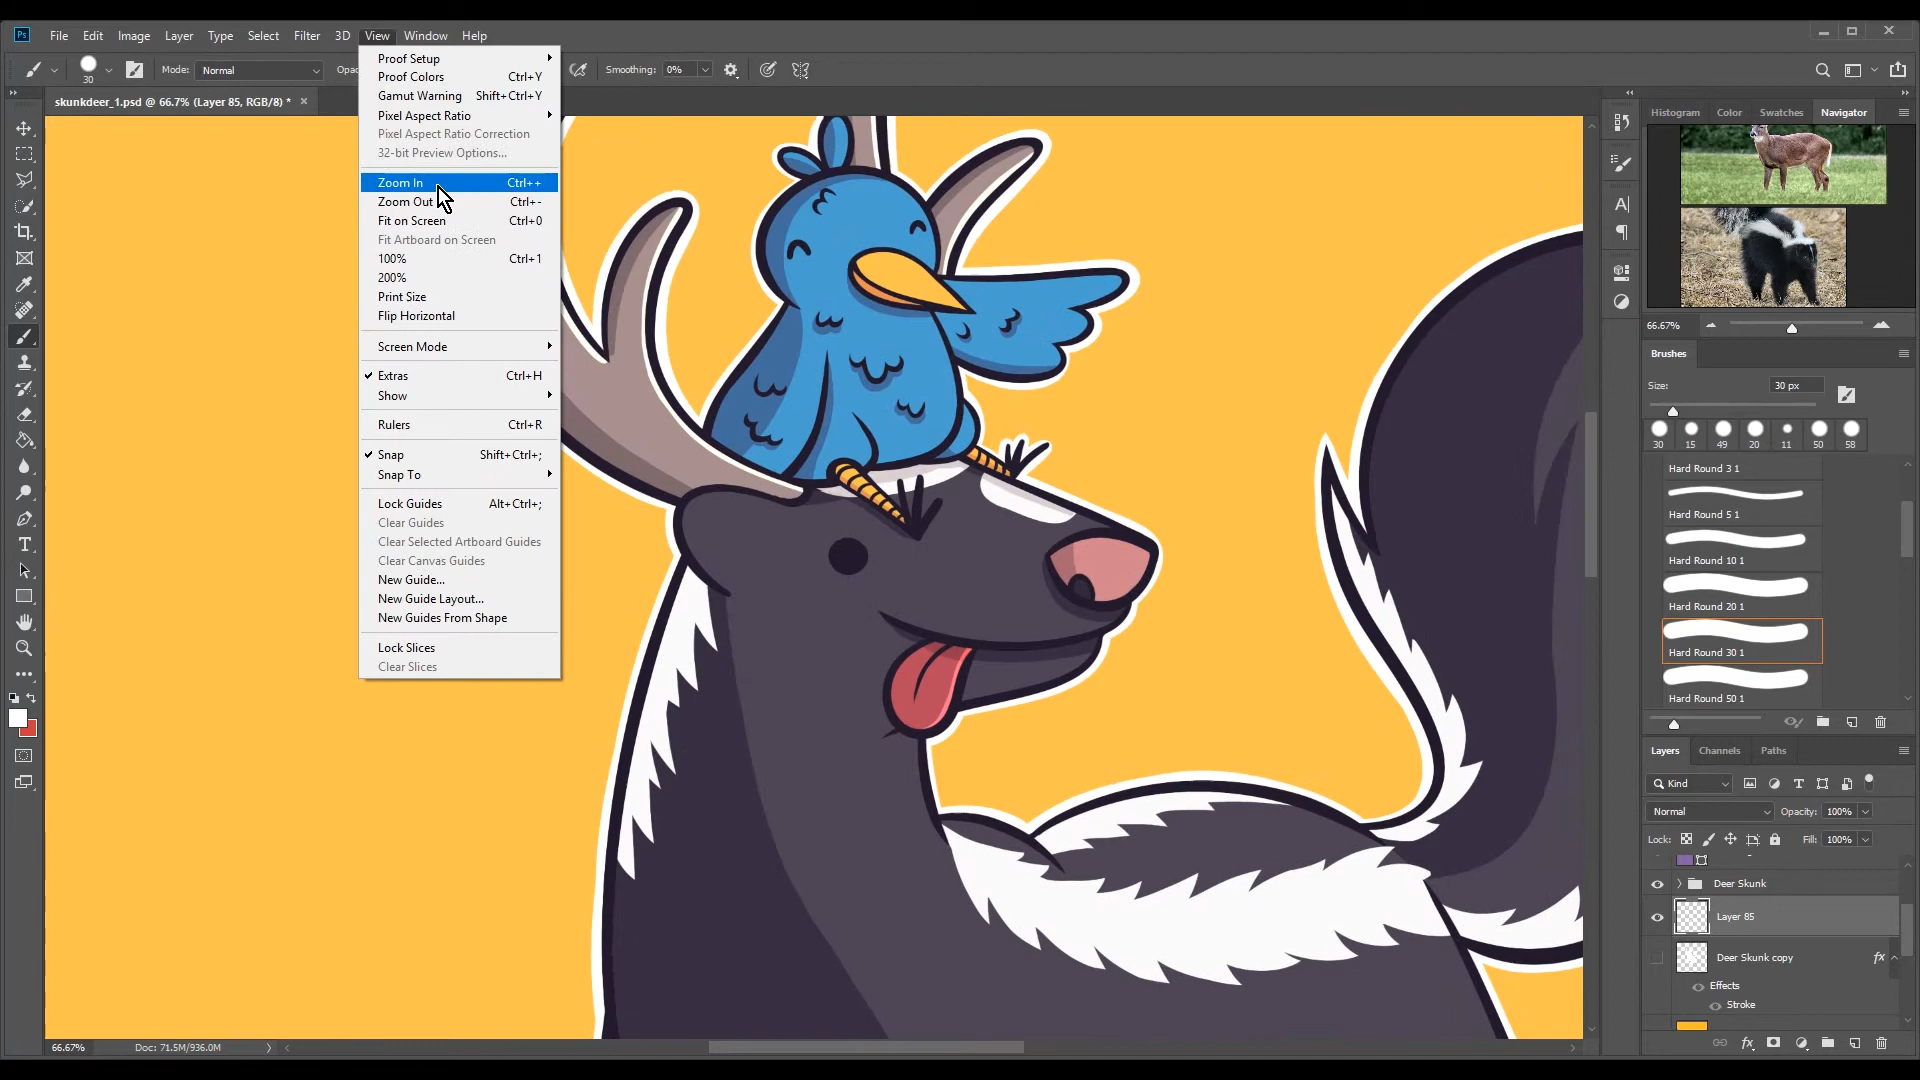 Ps File Edit Image Layer Type Select Filter 3D View Window Help
30 Mode: Normal Opac Smoothing: 0%
skunkdeer_1.psd @ 66.7% (Layer 85, RGB/8) * ×
Proof Setup
Proof Colors Ctrl+Y
Gamut Warning Shift+Ctrl+Y
Pixel Aspect Ratio
Pixel Aspect Ratio Correction
32-bit Preview Options...
Zoom In Ctrl++
Zoom Out Ctrl+-
Fit on Screen Ctrl+0
Fit Artboard on Screen
100% Ctrl+1
200%
Print Size
Flip Horizontal
Screen Mode
Extras Ctrl+H
Show
Rulers Ctrl+R
Snap Shift+Ctrl+;
Snap To
Lock Guides Alt+Ctrl+;
Clear Guides
Clear Selected Artboard Guides
Clear Canvas Guides
New Guide...
New Guide Layout...
New Guides From Shape
Lock Slices
Clear Slices
Histogram Color Swatches Navigator
66.67%
Brushes
Size: 30 px
30 15 49 20 11 50 58
Hard Round 3 1
Hard Round 5 1
Hard Round 10 1
Hard Round 20 1
Hard Round 30 1
Hard Round 50 1
Layers Channels Paths
Kind
Normal Opacity: 100%
Lock: Fill: 100%
Deer Skunk
Layer 85
Deer Skunk copy fx
Effects
Stroke
66.67% Doc: 71.5M/936.0M